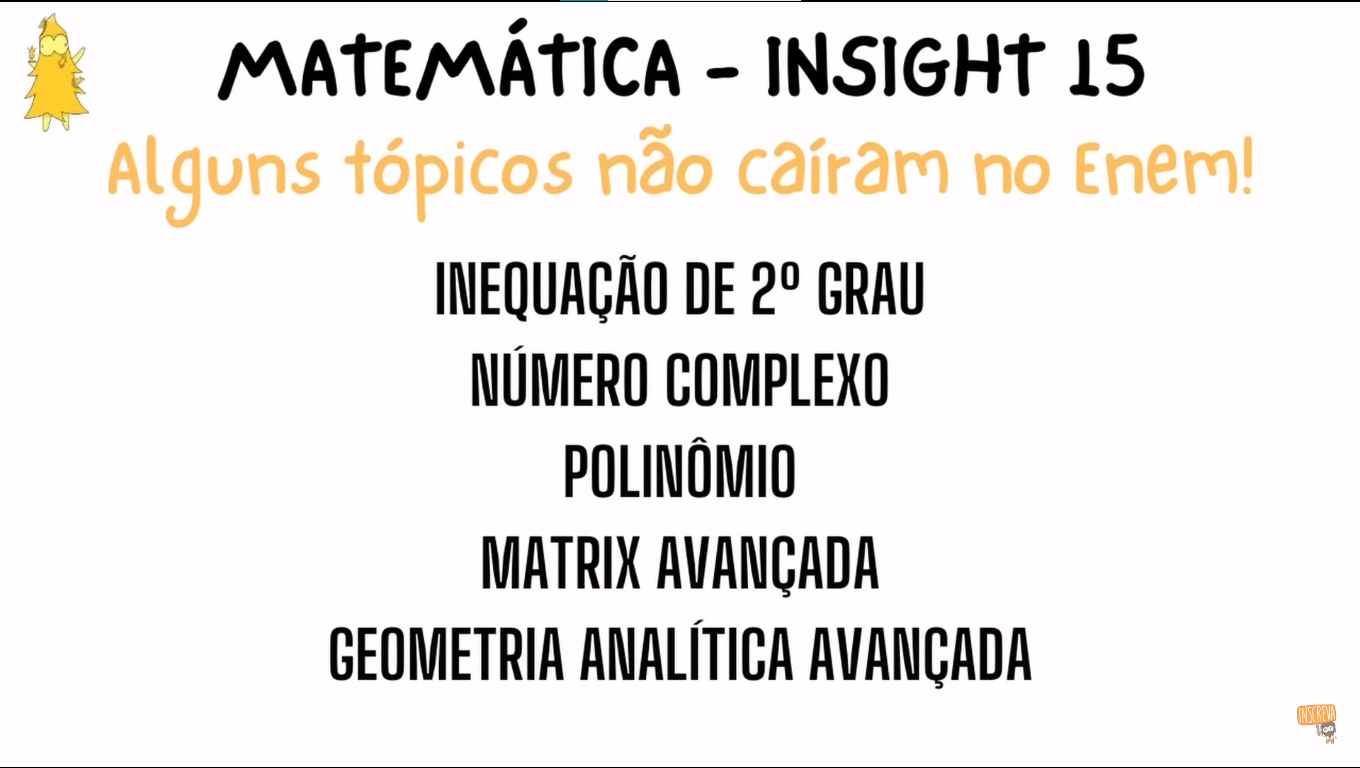 MATEMÁTICA - INSIGHT 15
Alguns tópicos não caíram no Enem!
INEQUAÇÃO DE 2º GRAU
NÚMERO COMPLEXO
POLINÔMIO
MATRIX AVANÇADA
GEOMETRIA ANALÍTICA AVANÇADA
INSCREVA